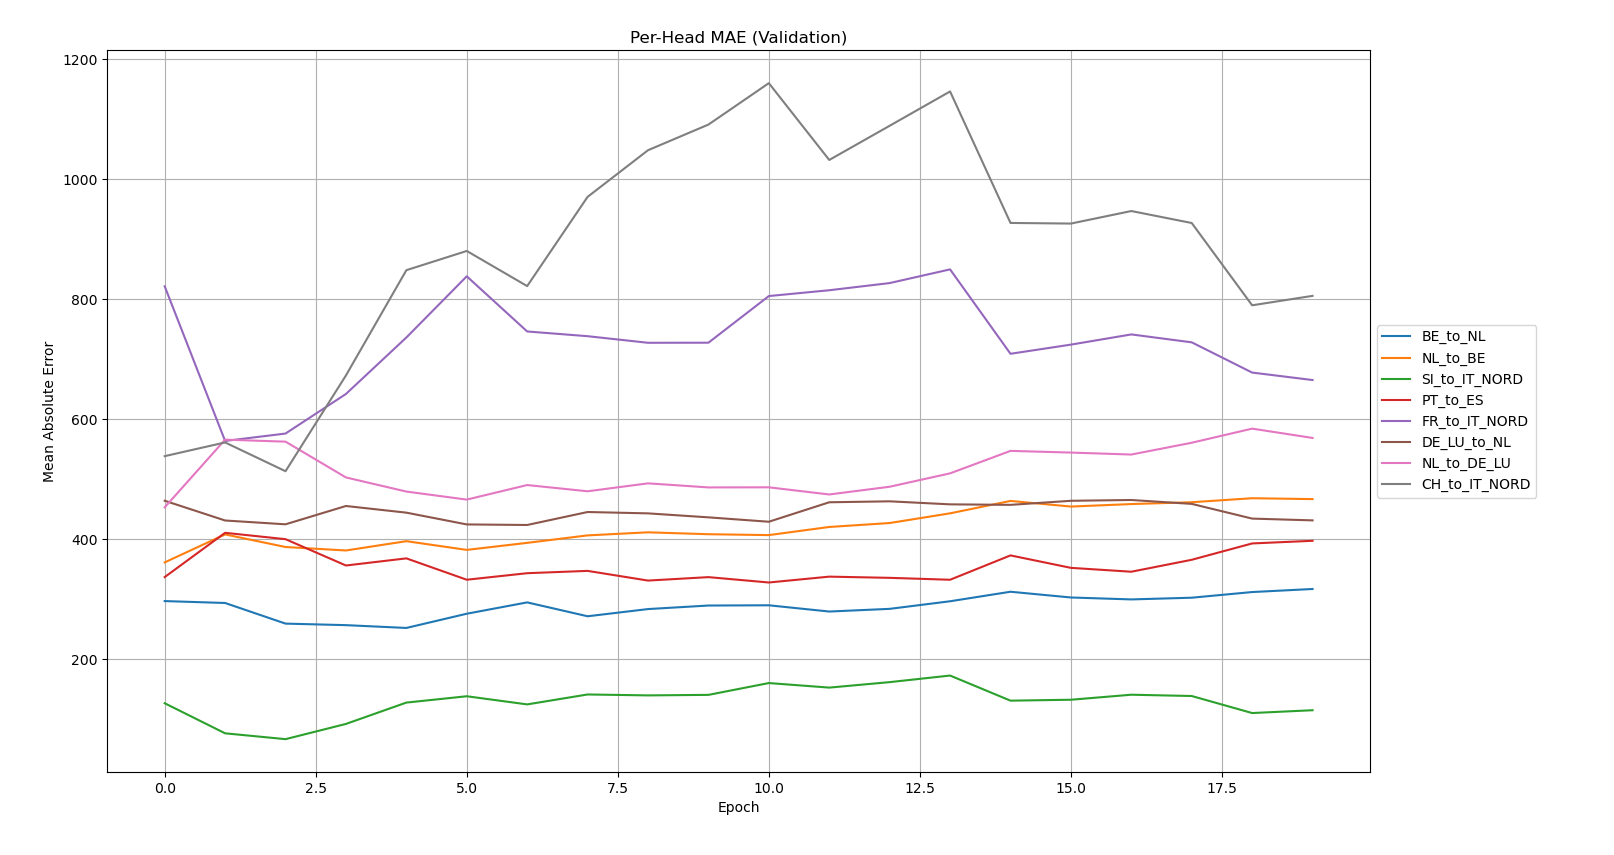 Per-Head MAE (Validation)
1200
1000
800
600
400
200
Mean Absolute Error
0.0 2.5 5.0 7.5 10.0 12.5 15.0 17.5
Epoch
BE_to_NL
NL_to_BE
SI_to_IT_NORD
PT_to_ES
FR_to_IT_NORD
DE_LU_to_NL
NL_to_DE_LU
CH_to_IT_NORD